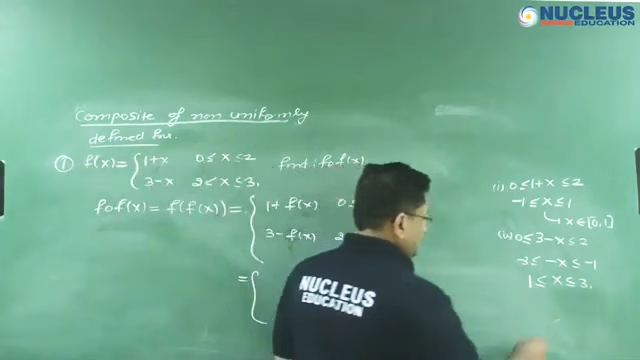 NUCLEUS
EDUCATION
Composite of non uniformly
defined fun.
① f(x) = { 1+x 0≤x≤2 find: fof(x)
3-x 2<x≤3.
fof(x) = f(f(x)) = { 1+ f(x) 0≤
3- f(x) 2
= {
(i) 0≤1+x≤2
-1≤x≤1
↳ x∈[0,1]
(ii) 0≤3-x≤2
-3≤-x≤-1
1≤x≤3.
NUCLEUS
EDUCATION